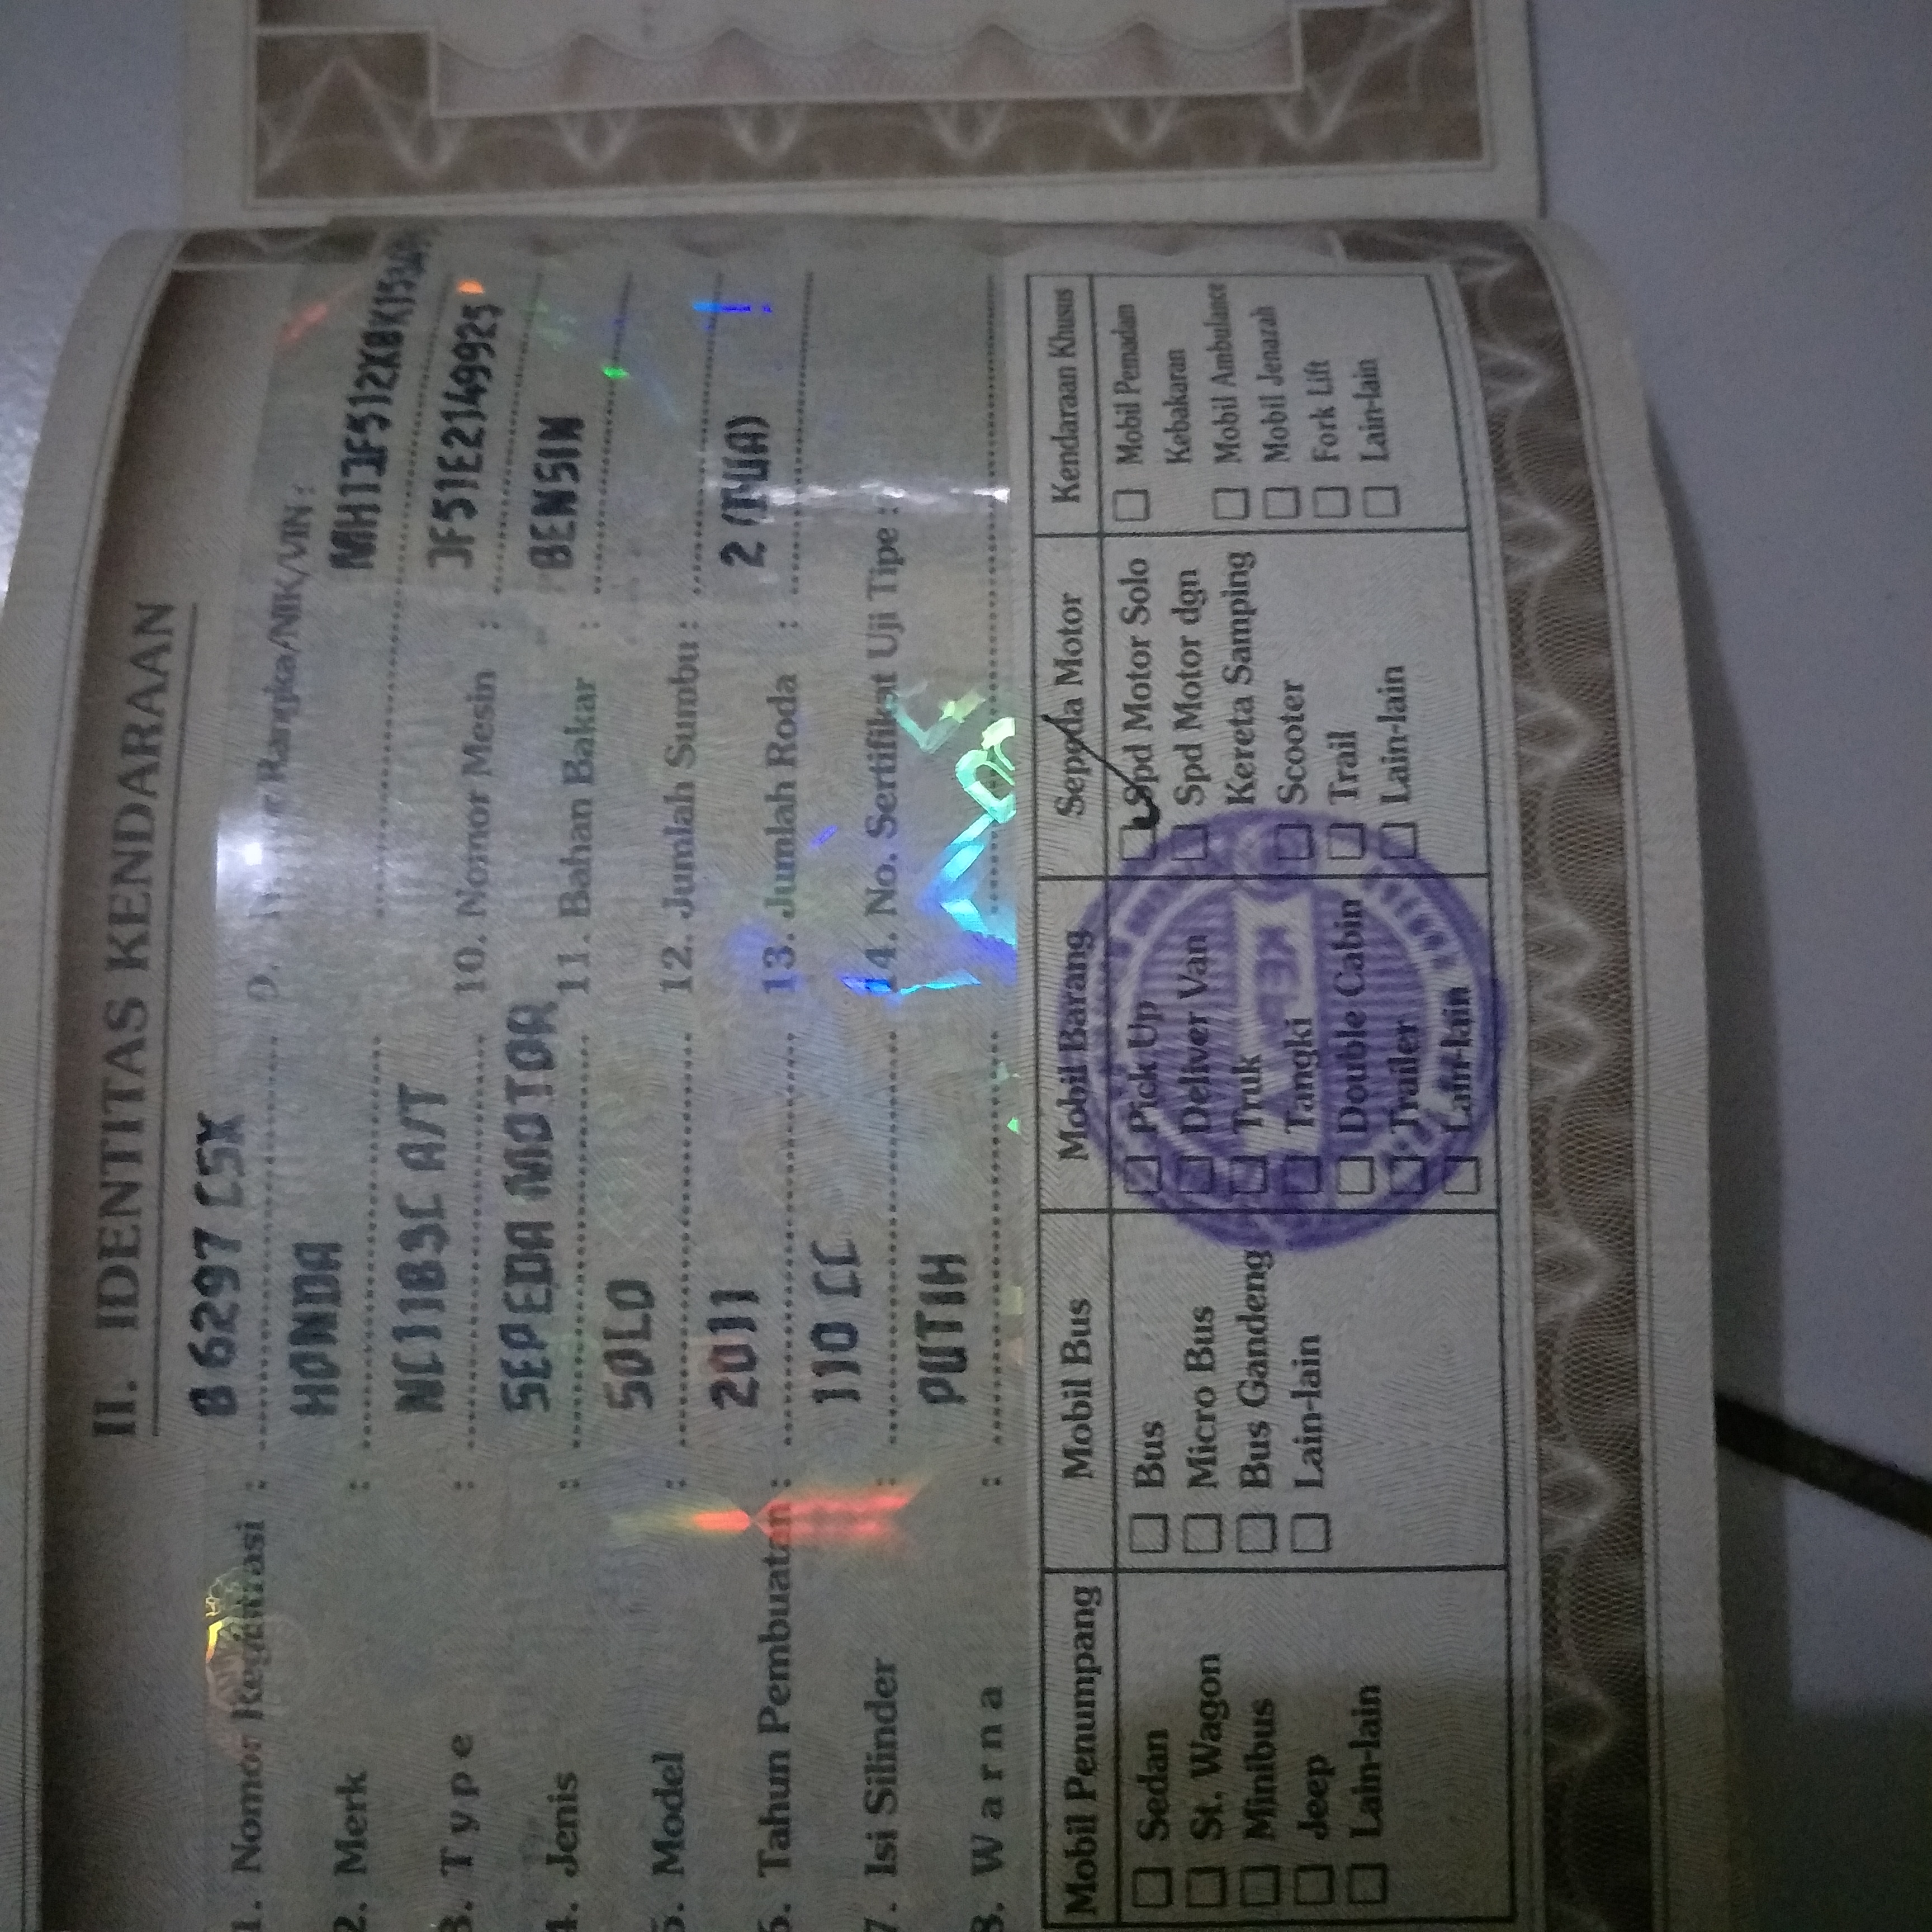 II. IDENTITAS KENDARAAN
1. Nomor Registrasi : B 6297 CSX
2. Merk : HONDA
3. Type : NC11B3C A/T
4. Jenis : SEPEDA MOTOR
5. Model : SOLO
6. Tahun Pembuatan : 2011
7. Isi Silinder : 110 CC
8. Warna : PUTIH
9. Rangka/NIK/VIN :
10. Nomor Mesin : JF51E2149925
11. Bahan Bakar : BENSIN
12. Jumlah Sumbu :
13. Jumlah Roda : 2 (DUA)
14. No. Sertifikat Uji Tipe :
Mobil Penumpang
Sedan
St. Wagon
Minibus
Jeep
Lain-lain
Mobil Bus
Bus
Micro Bus
Bus Gandeng
Lain-lain
Mobil Barang
Pick Up
Deliver Van
Truk
Tangki
Double Cabin
Trailer
Lain-lain
Sepeda Motor
Spd Motor Solo
Spd Motor dgn
Kereta Samping
Scooter
Trail
Lain-lain
Kendaraan Khusus
Mobil Pemadan
Kebakaran
Mobil Ambulance
Mobil Jenazah
Fork Lift
Lain-lain